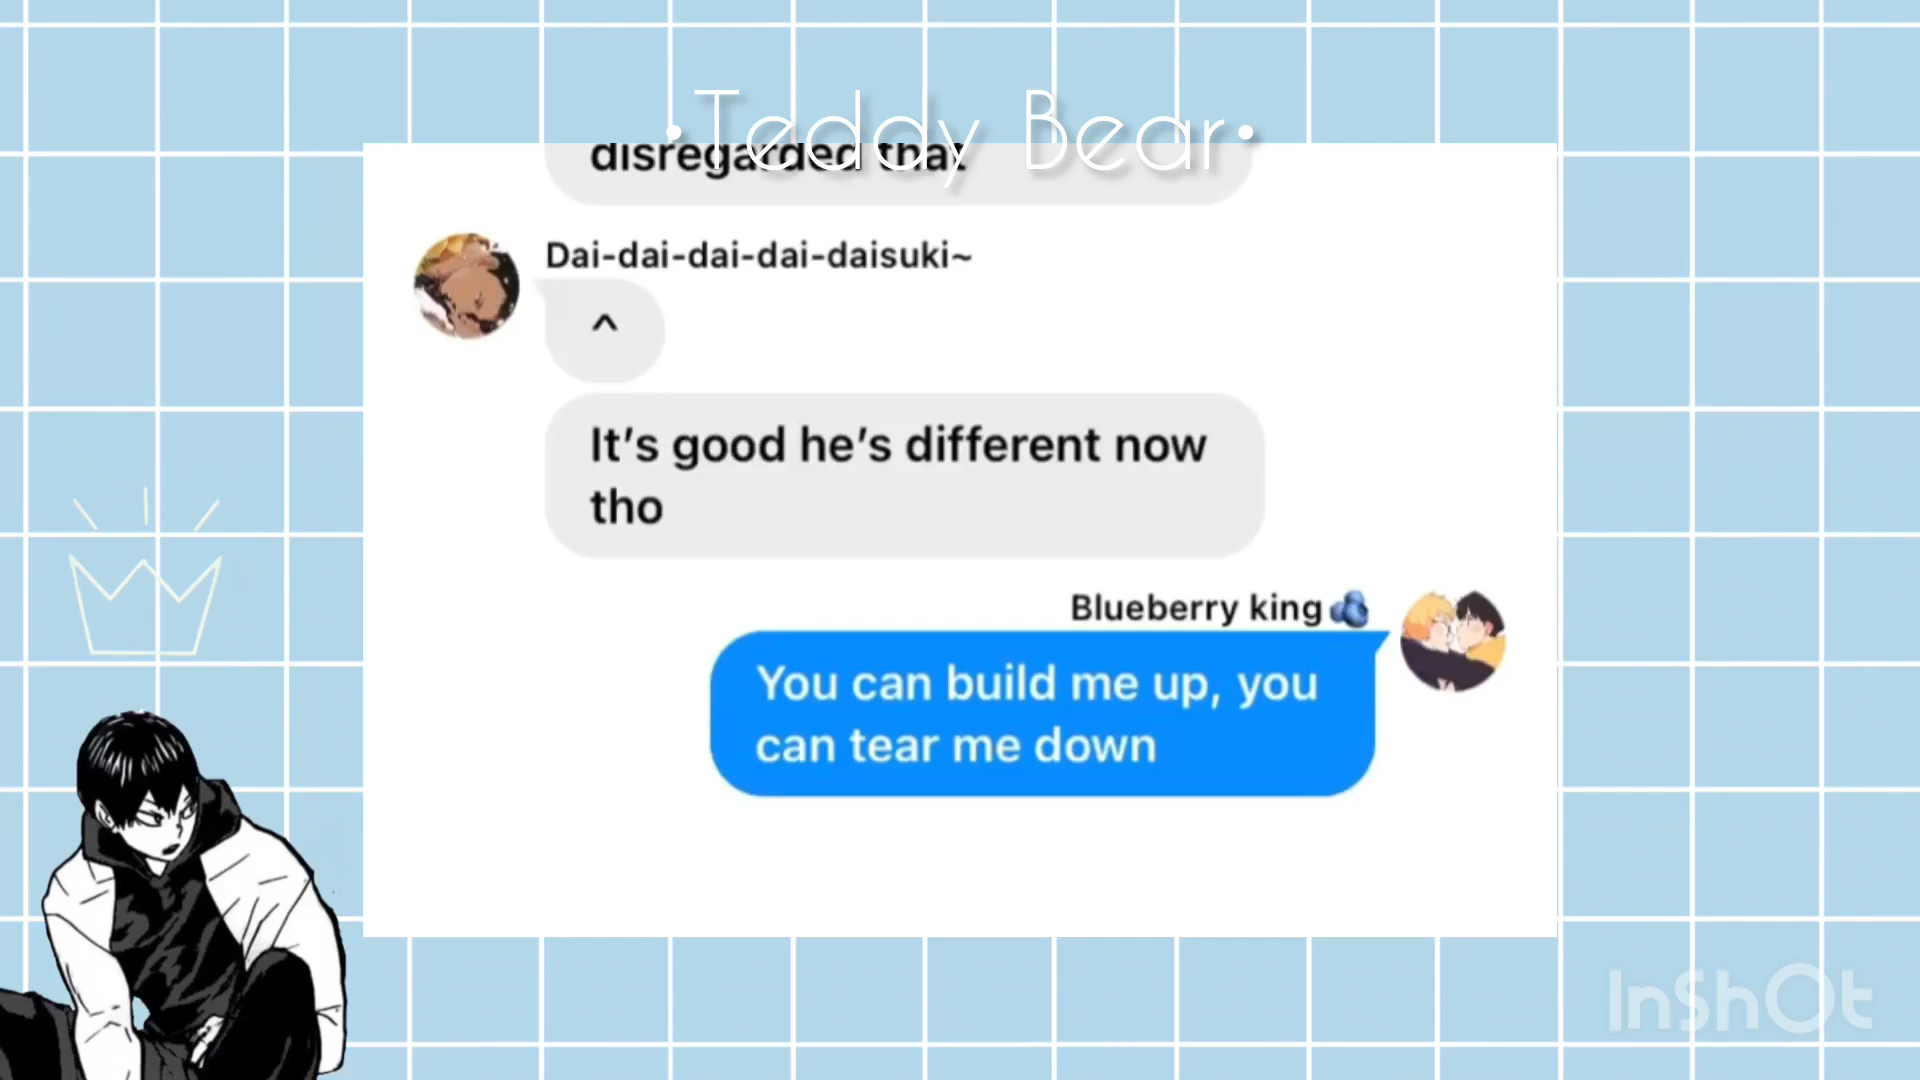 •Teddy Bear•
disregarded that
Dai-dai-dai-dai-daisuki~
^
It’s good he’s different now
tho
Blueberry king🫐
You can build me up, you
can tear me down
InShOt